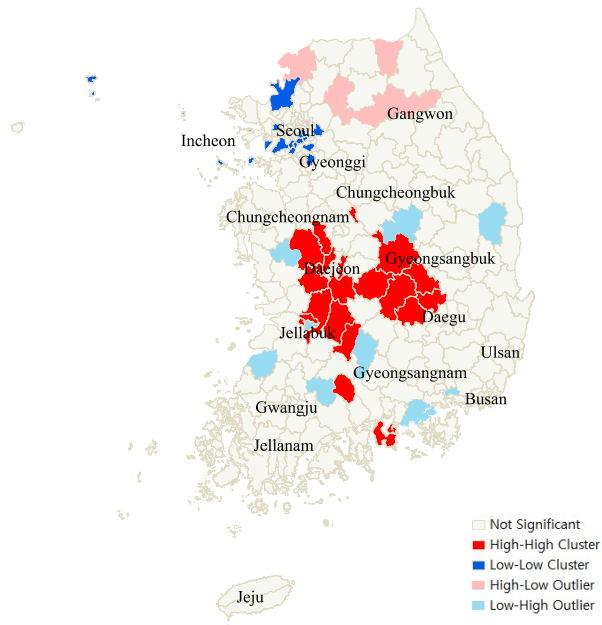 Gangwon
Seoul
Incheon
Gyeonggi
Chungcheongbuk
Chungcheongnam
Gyeongsangbuk
Daejeon
Daegu
Jellabuk
Ulsan
Gyeongsangnam
Busan
Gwangju
Jellanam
Not Significant
High-High Cluster
Low-Low Cluster
High-Low Outlier
Low-High Outlier
Jeju